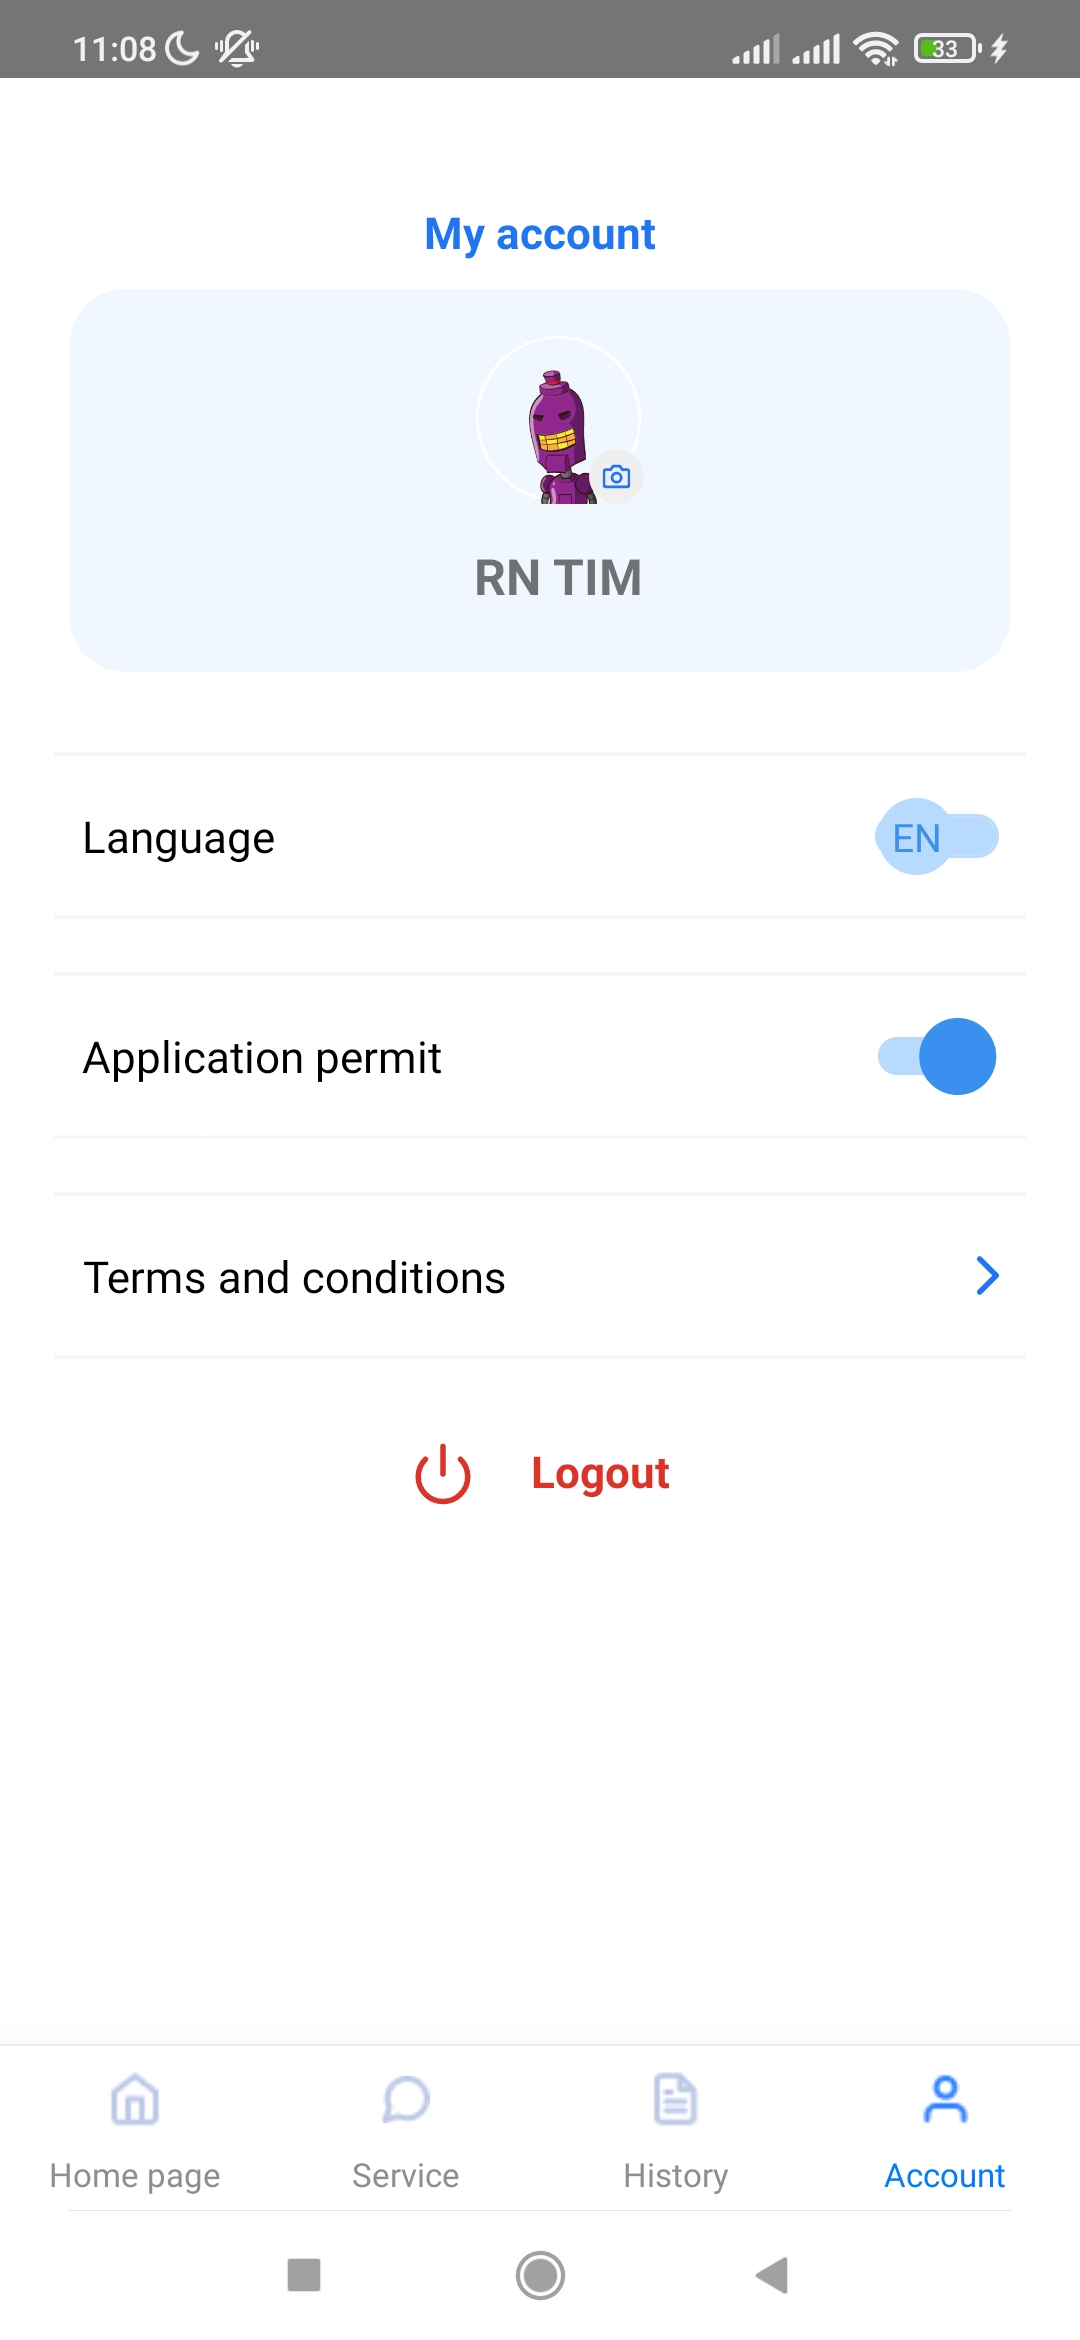 11:08
33
My account
RN TIM
Language
EN
Application permit
Terms and conditions
Logout
Home page
Service
History
Account